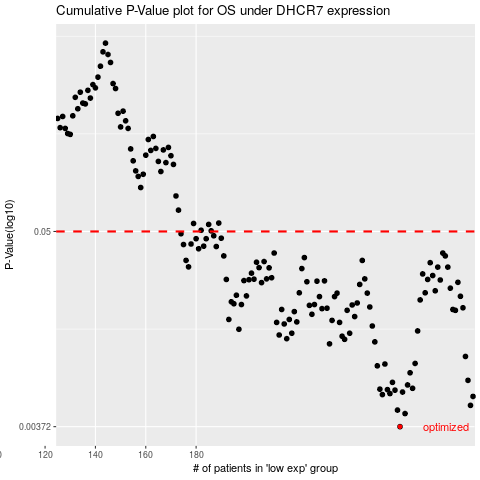 Cumulative P-Value plot for OS under DHCR7 expression
P-Value(log10)
0.05
0.00372
optimized
0 120 140 160 180
# of patients in 'low exp' group